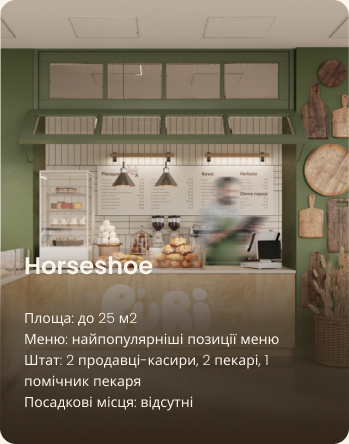 Кава
Horseshoe
Площа: до 25 м2
Меню: найпопулярніші позиції меню
Штат: 2 продавці-касири, 2 пекарі, 1
помічник пекаря
Посадкові місця: відсутні